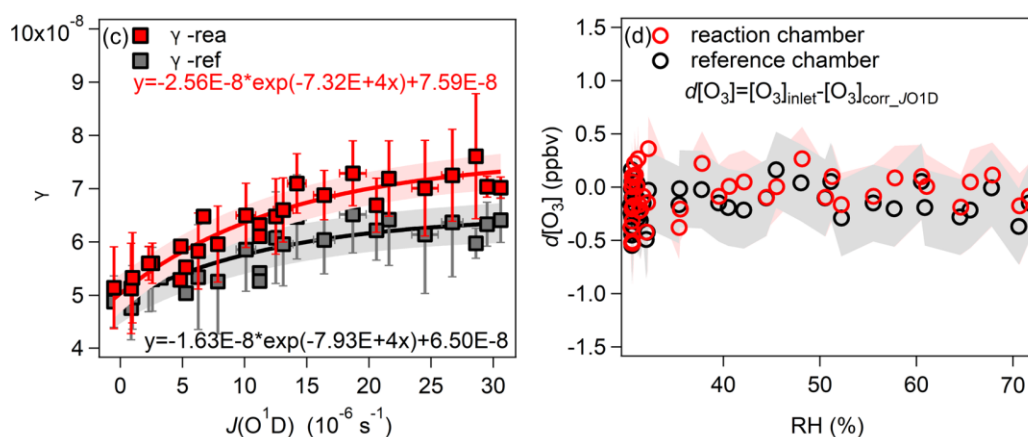 10x10⁻⁸
(c)
γ -rea
γ -ref
y=-2.56E-8*exp(-7.32E+4x)+7.59E-8
9
8
7
6
5
4
γ
y=-1.63E-8*exp(-7.93E+4x)+6.50E-8
0 5 10 15 20 25 30
J(O¹D) (10⁻⁶ s⁻¹)
(d)
reaction chamber
reference chamber
d[O₃]=[O₃]inlet-[O₃]corr_JO1D
1.5
1.0
0.5
0.0
-0.5
-1.0
-1.5
d[O₃] (ppbv)
40 50 60 70
RH (%)